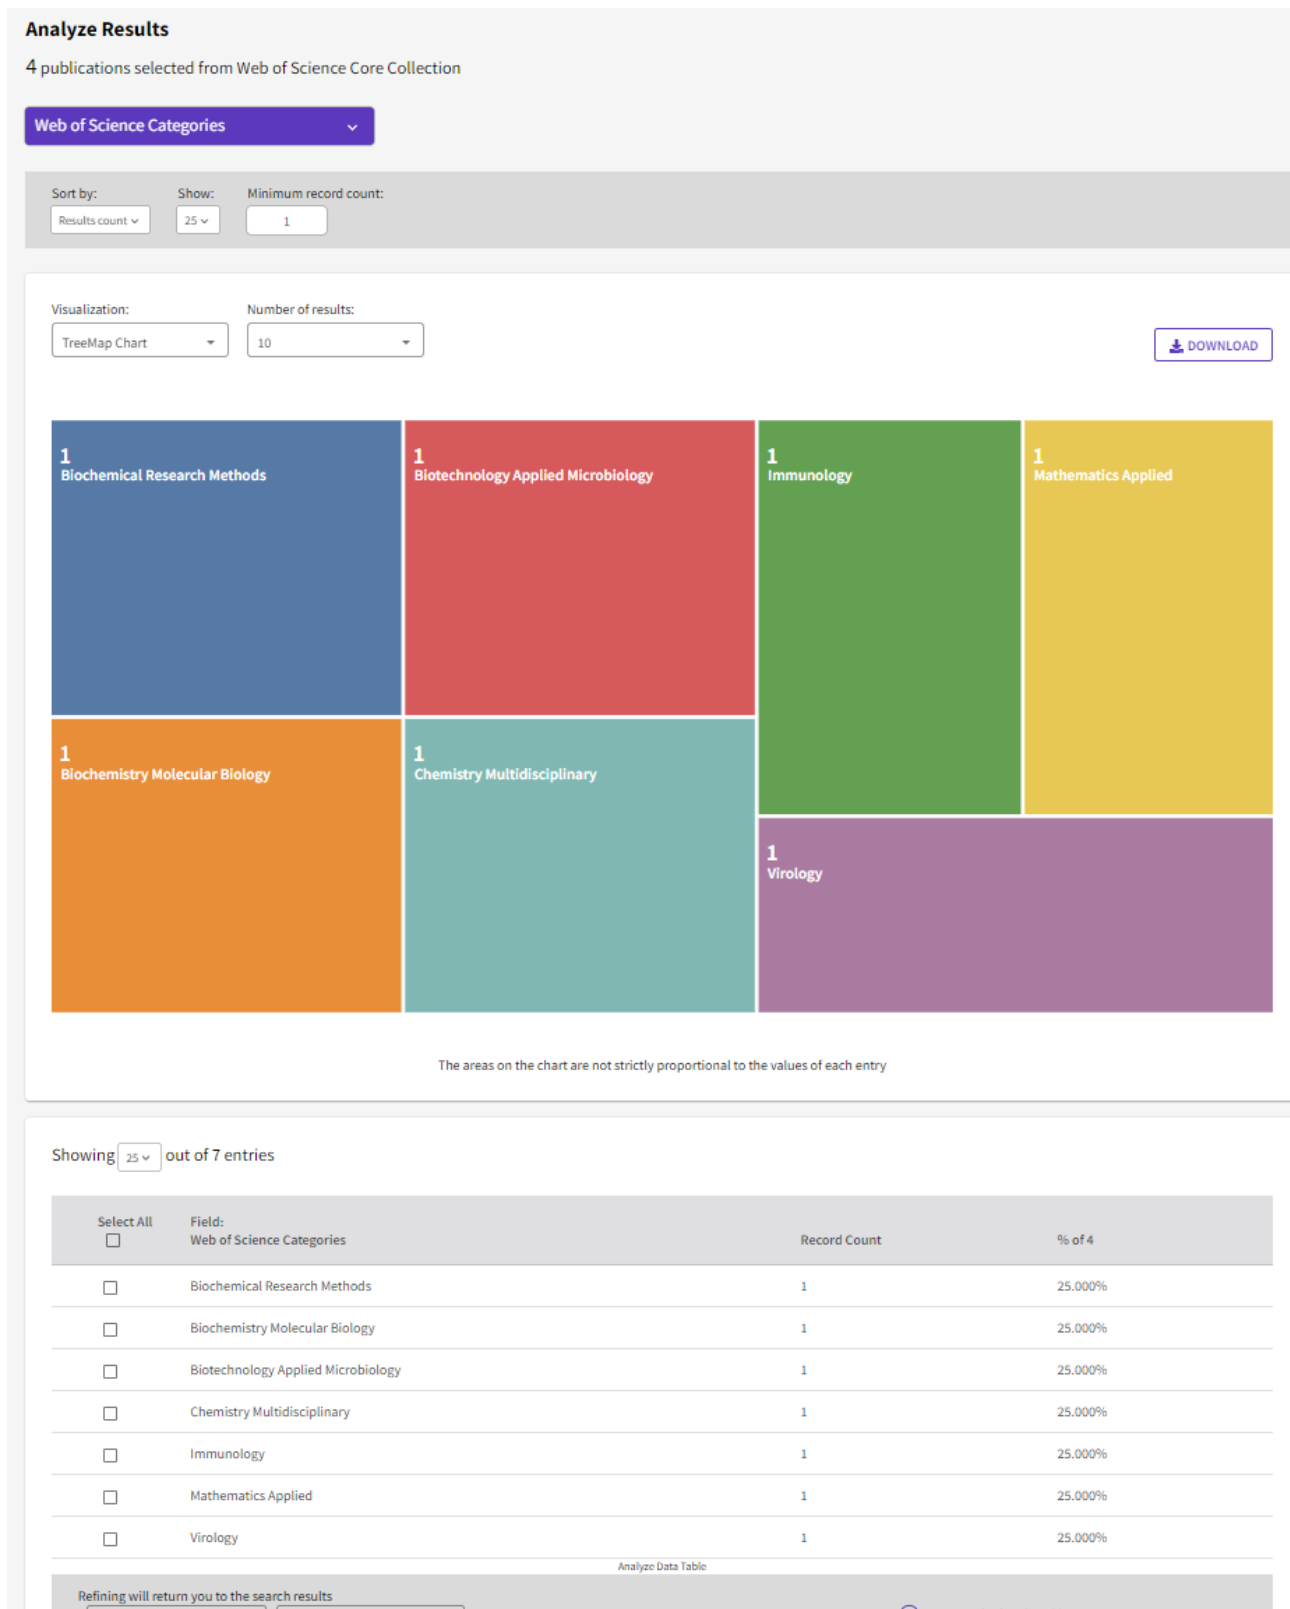 Analyze Results
4 publications selected from Web of Science Core Collection
Web of Science Categories
Sort by: Show: Minimum record count:
Results count 25 1
Visualization: Number of results:
TreeMap Chart 10
DOWNLOAD
1 1 1 1
Biochemical Research Methods Biotechnology Applied Microbiology Immunology Mathematics Applied
1 1
Biochemistry Molecular Biology Chemistry Multidisciplinary
1
Virology
The areas on the chart are not strictly proportional to the values of each entry
Showing 25 out of 7 entries
Select All Field:
Web of Science Categories Record Count % of 4
Biochemical Research Methods 1 25.000%
Biochemistry Molecular Biology 1 25.000%
Biotechnology Applied Microbiology 1 25.000%
Chemistry Multidisciplinary 1 25.000%
Immunology 1 25.000%
Mathematics Applied 1 25.000%
Virology 1 25.000%
Analyze Data Table
Refining will return you to the search results